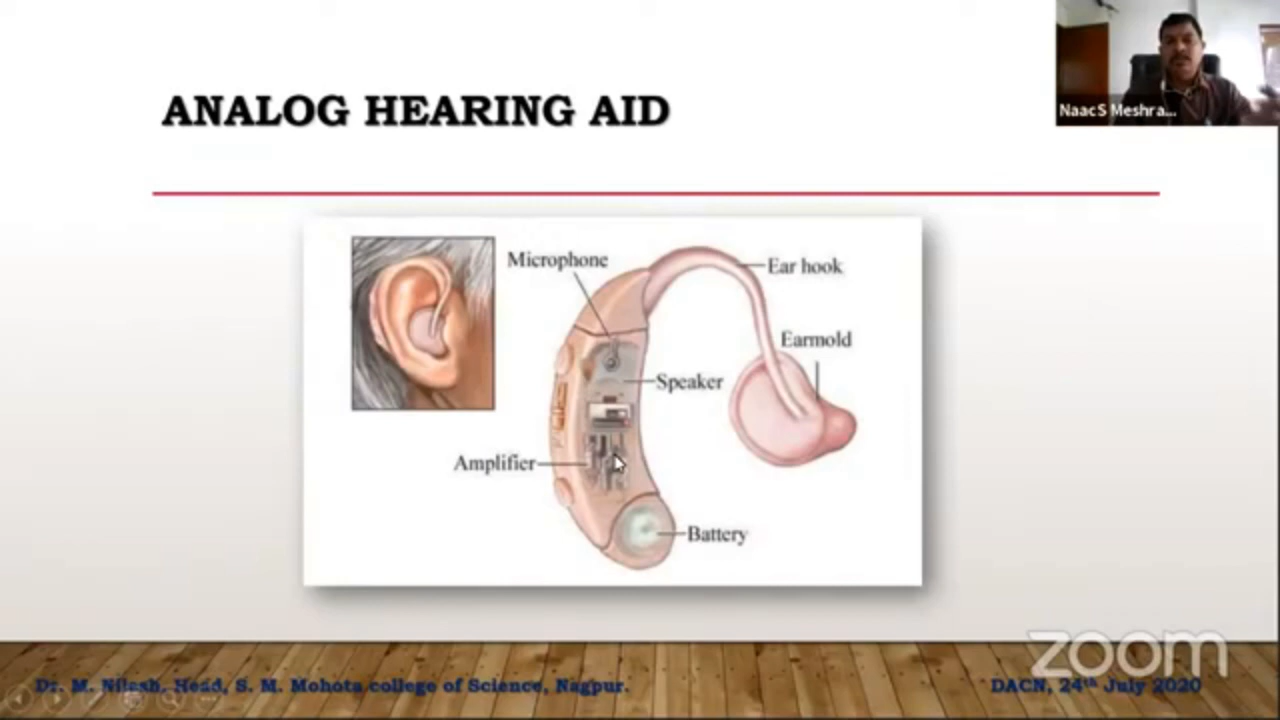 ANALOG HEARING AID
NaacS Meshra...
Microphone
Ear hook
Earmold
Speaker
Amplifier
Battery
zoom
Dr. M. Nilesh, Head, S. M. Mohota college of Science, Nagpur.
DACN, 24th July 2020